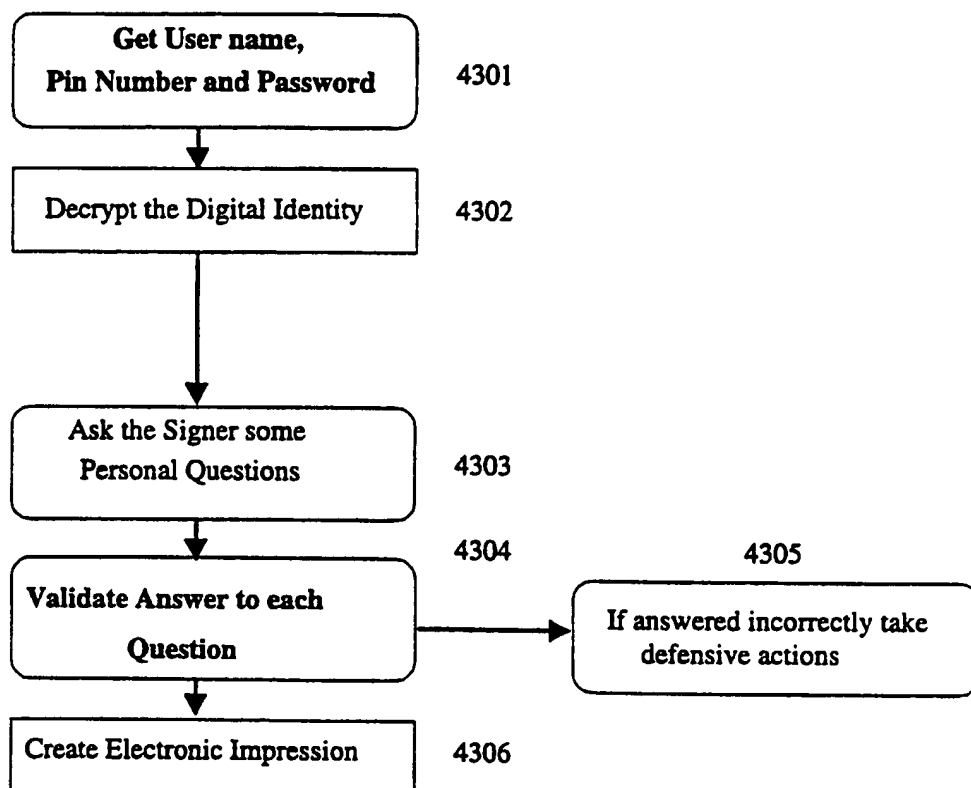 Get User name,
Pin Number and Password
4301
Decrypt the Digital Identity
4302
Ask the Signer some
Personal Questions
4303
4304
Validate Answer to each
Question
4305
If answered incorrectly take
defensive actions
Create Electronic Impression
4306